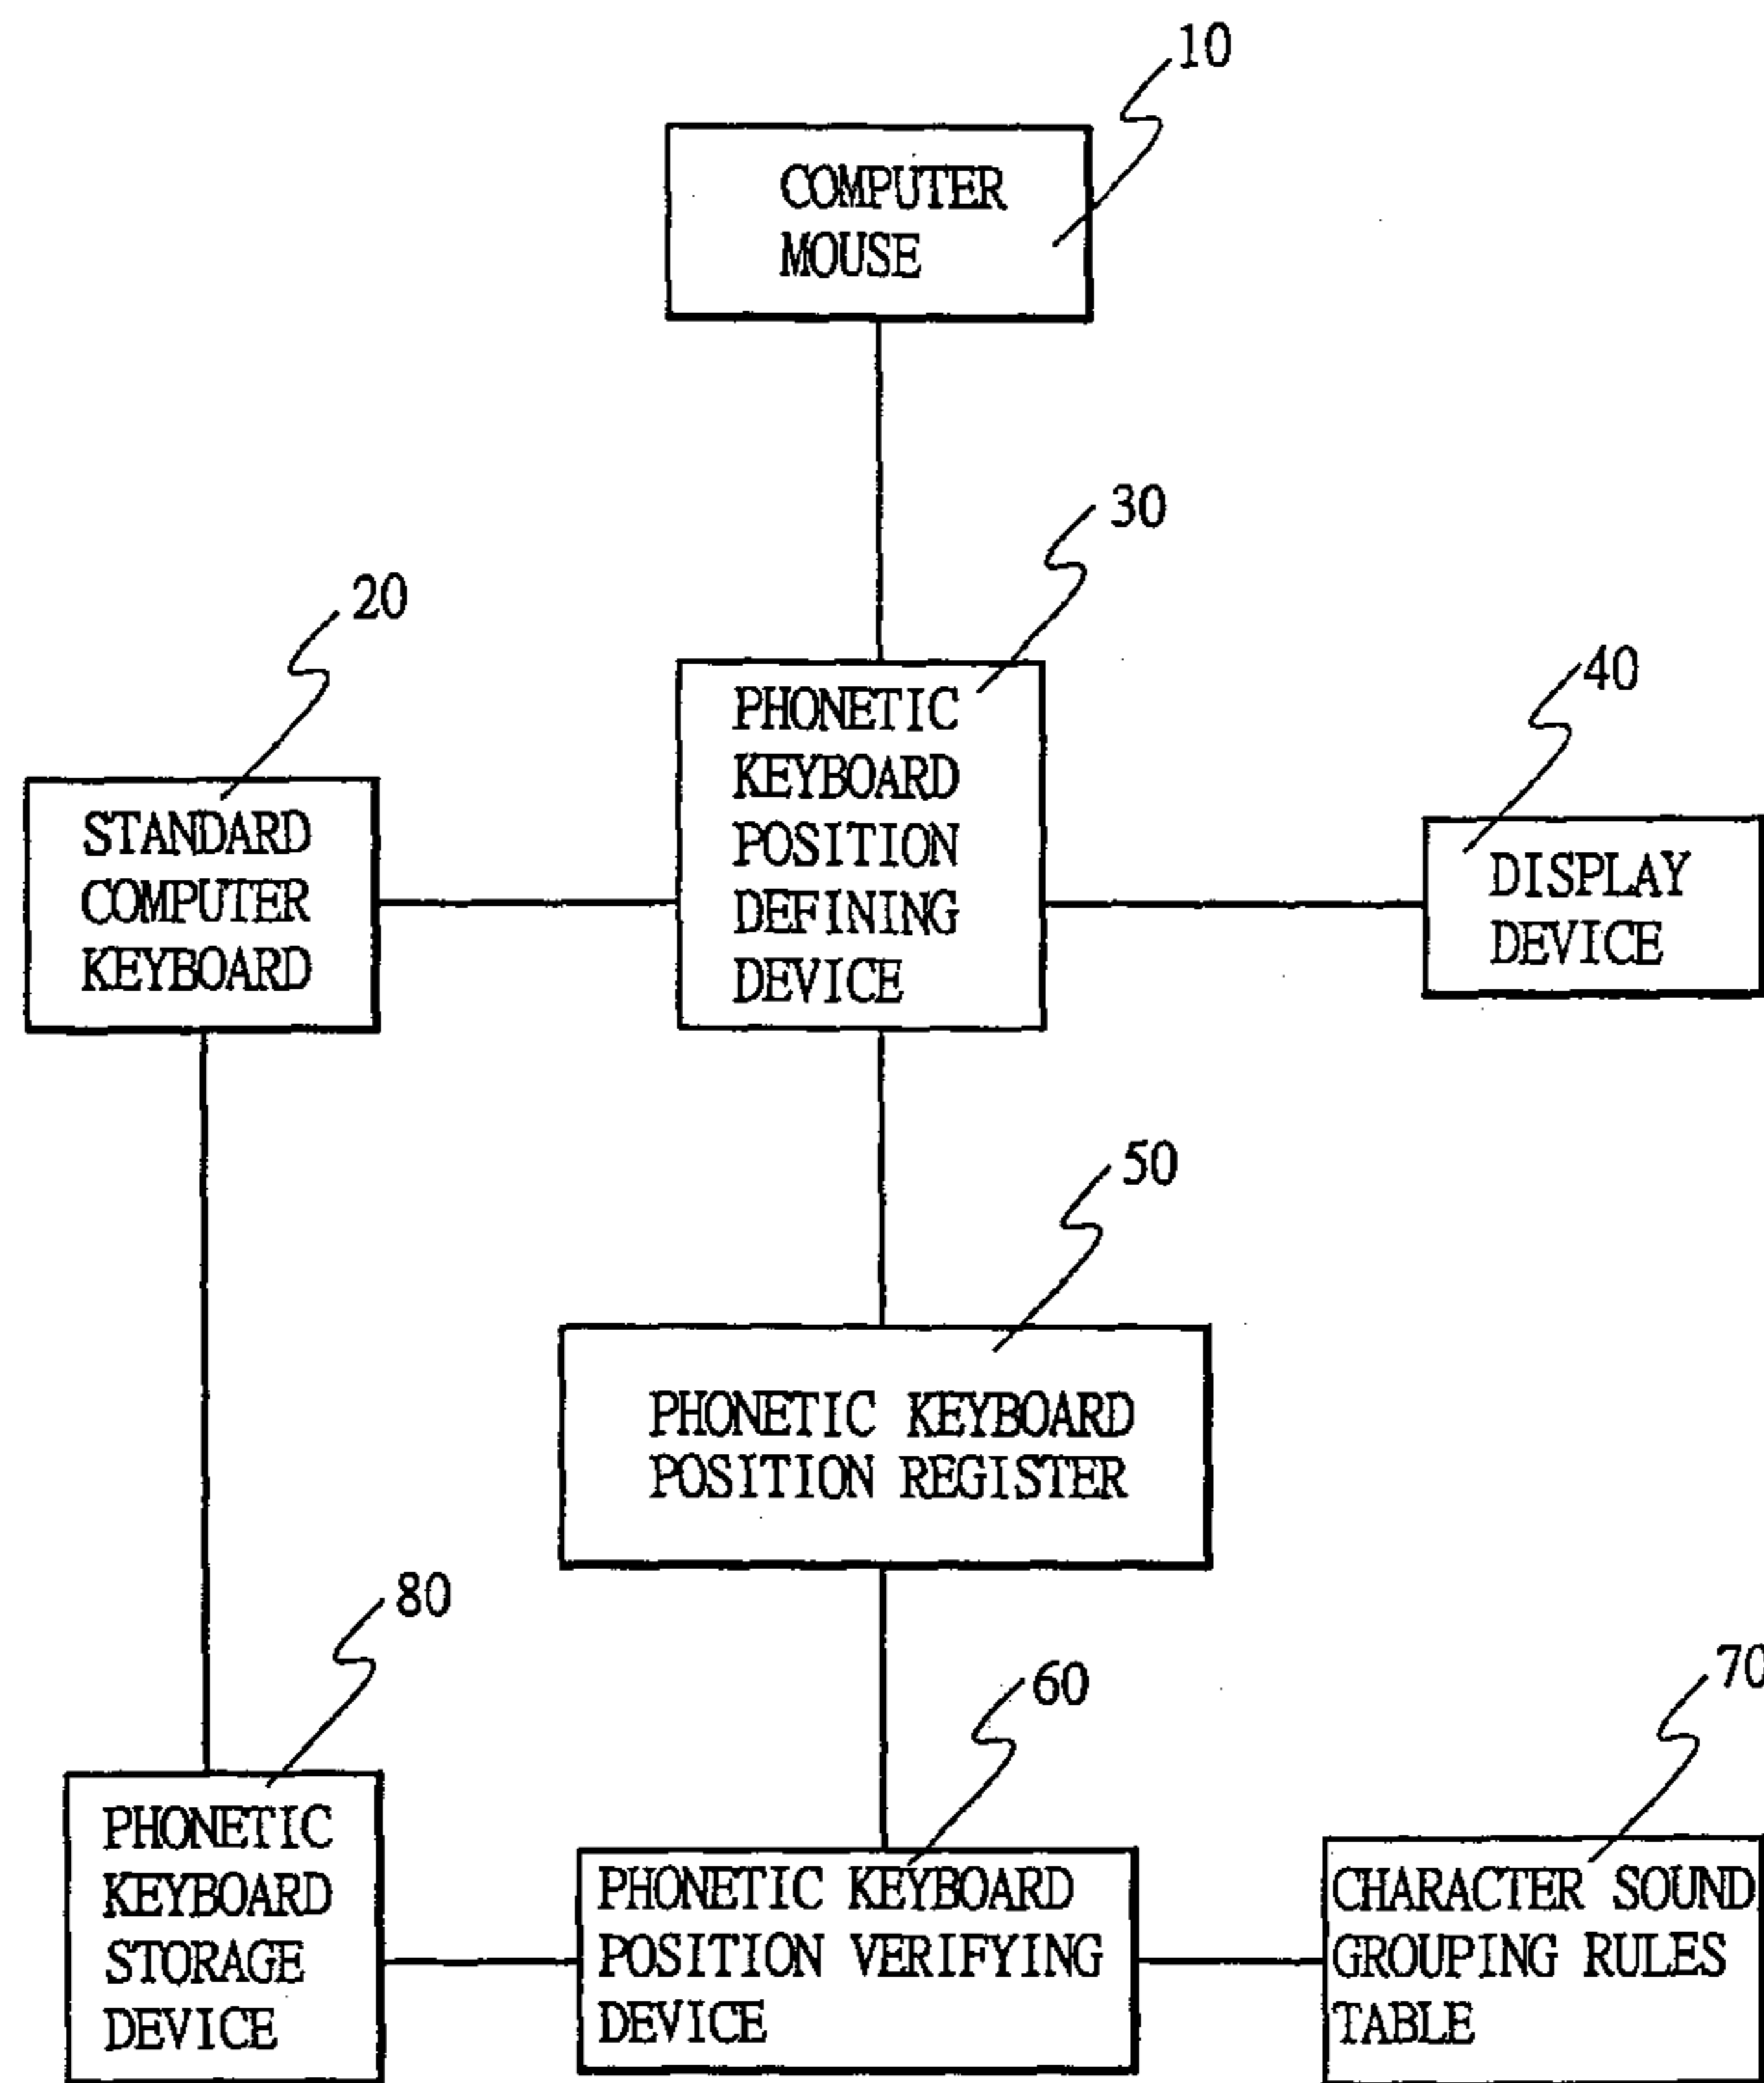 10
COMPUTER
MOUSE
30
20
PHONETIC
KEYBOARD
POSITION
DEFINING
DEVICE
40
STANDARD
COMPUTER
KEYBOARD
DISPLAY
DEVICE
50
PHONETIC KEYBOARD
POSITION REGISTER
80
60
70
PHONETIC
KEYBOARD
STORAGE
DEVICE
PHONETIC KEYBOARD
POSITION VERIFYING
DEVICE
CHARACTER SOUND
GROUPING RULES
TABLE